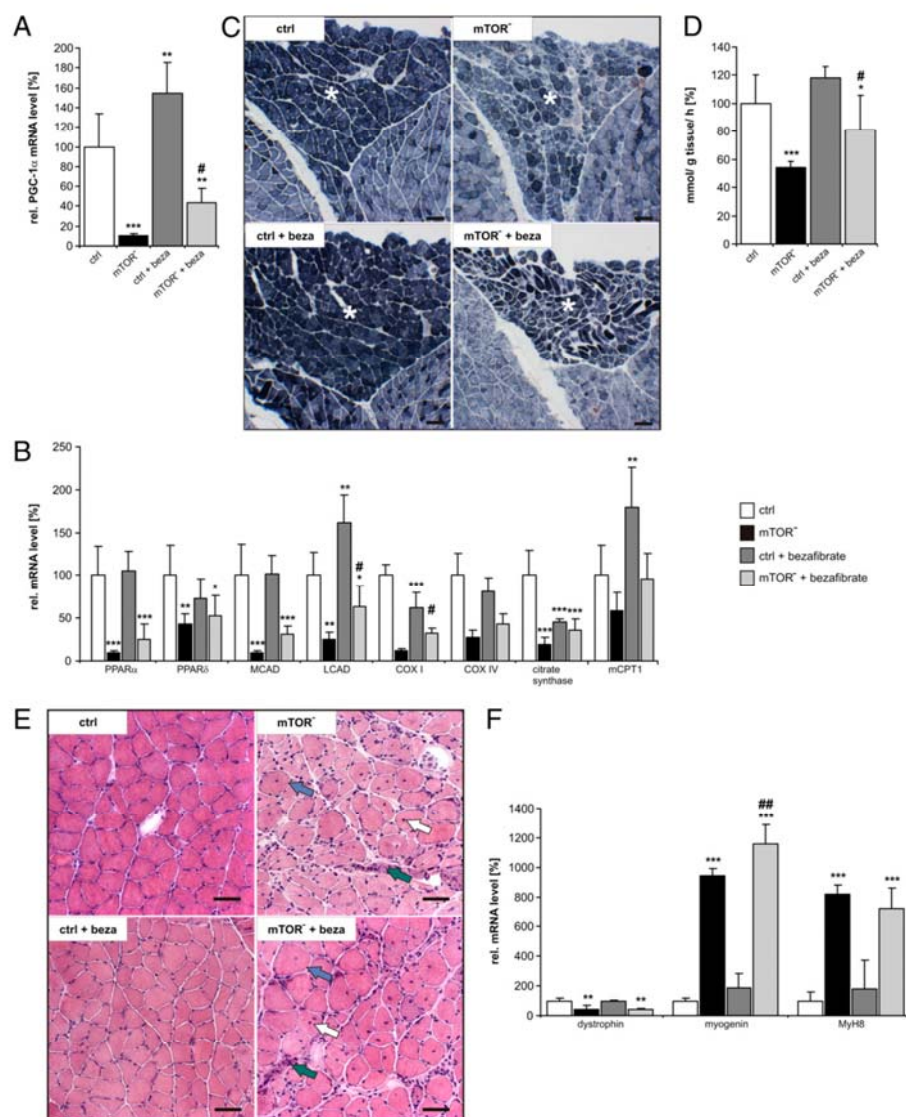 A
rel. PGC-1α mRNA level [%]
200
180
160
140
120
100
80
60
40
20
0
***
**
#
**
ctrl
mTOR⁻
ctrl + beza
mTOR⁻ + beza
C
ctrl
mTOR⁻
*
*
ctrl + beza
mTOR⁻ + beza
*
*
D
mmol/ g tissue/ h [%]
140
120
100
80
60
40
20
0
***
#
*
ctrl
mTOR⁻
ctrl + beza
mTOR⁻ + beza
B
rel. mRNA level [%]
250
200
150
100
50
0
***
***
**
*
***
***
**
**
#
*
***
#
***
***
***
**
PPARα
PPARδ
MCAD
LCAD
COX I
COX IV
citrate
synthase
mCPT1
ctrl
mTOR⁻
ctrl + bezafibrate
mTOR⁻ + bezafibrate
E
ctrl
mTOR⁻
ctrl + beza
mTOR⁻ + beza
F
rel. mRNA level [%]
1400
1200
1000
800
600
400
200
0
**
**
***
##
***
***
***
dystrophin
myogenin
MyH8